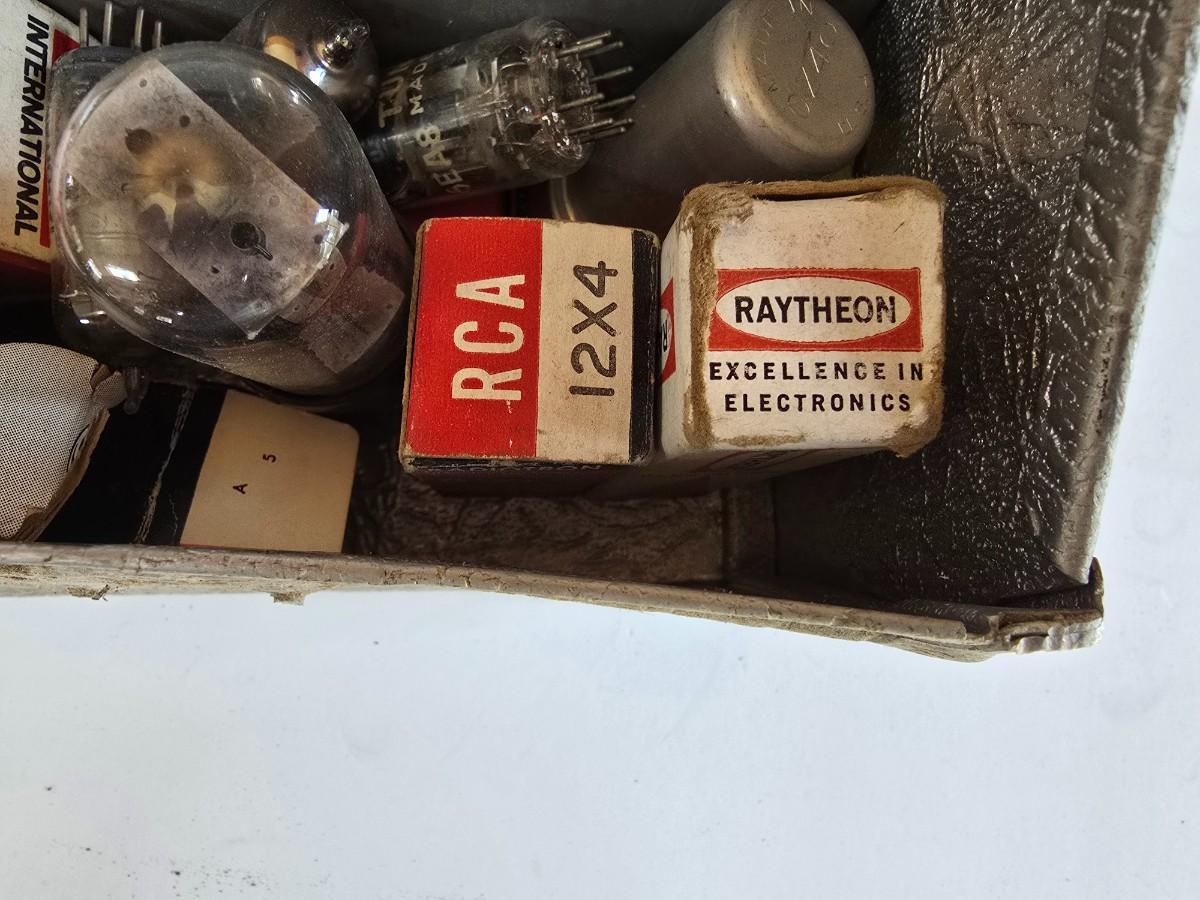 INTERNATIONAL
RCA
12X4
RAYTHEON
EXCELLENCE IN
ELECTRONICS
A 5